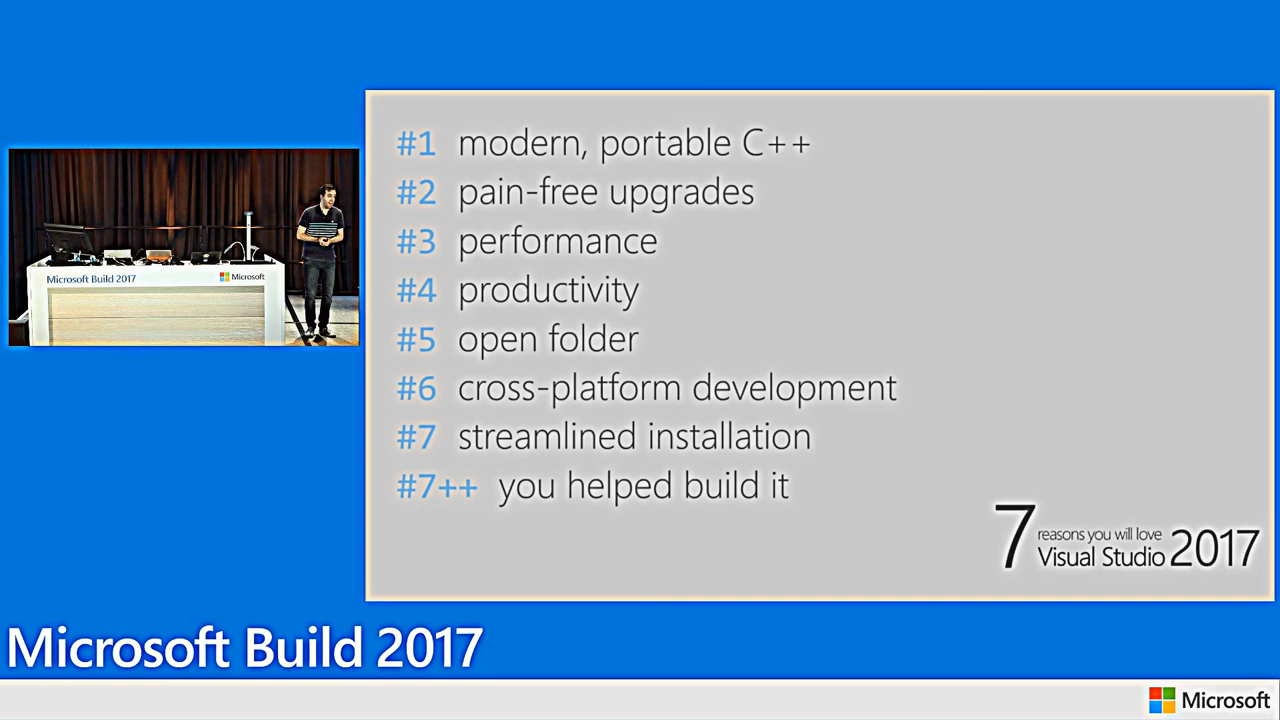 #1 modern, portable C++
#2 pain-free upgrades
#3 performance
#4 productivity
#5 open folder
#6 cross-platform development
#7 streamlined installation
#7++ you helped build it
7 reasons you will love
Visual Studio 2017
Microsoft Build 2017
Microsoft
Microsoft Build 2017
Microsoft